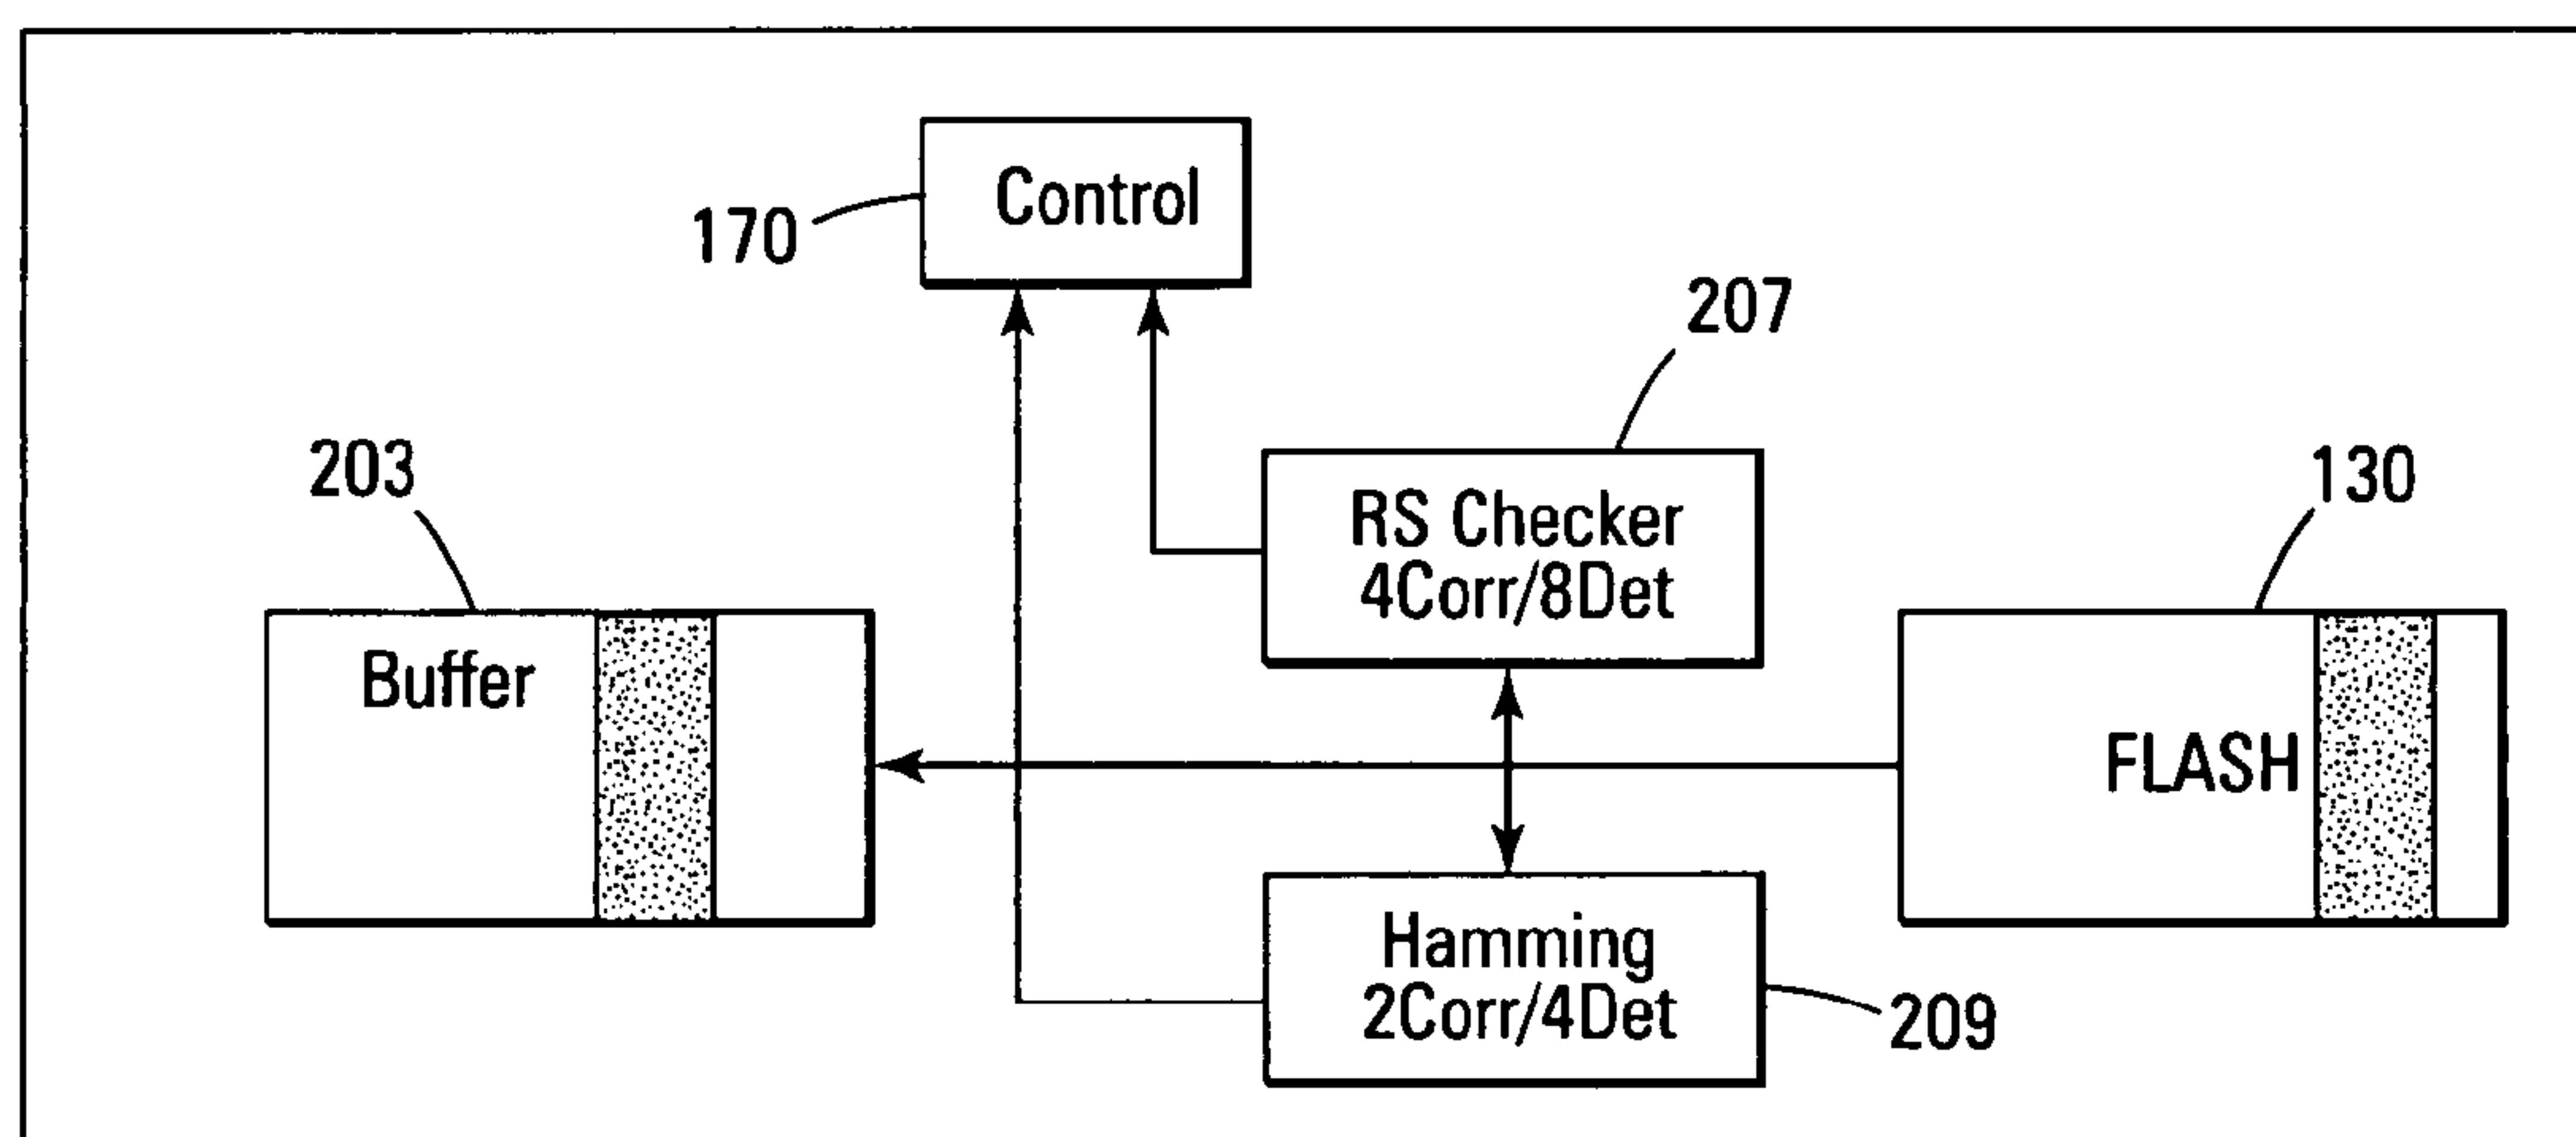 Control
170
207
203
RS Checker
4Corr/8Det
130
Buffer
FLASH
Hamming
2Corr/4Det
209